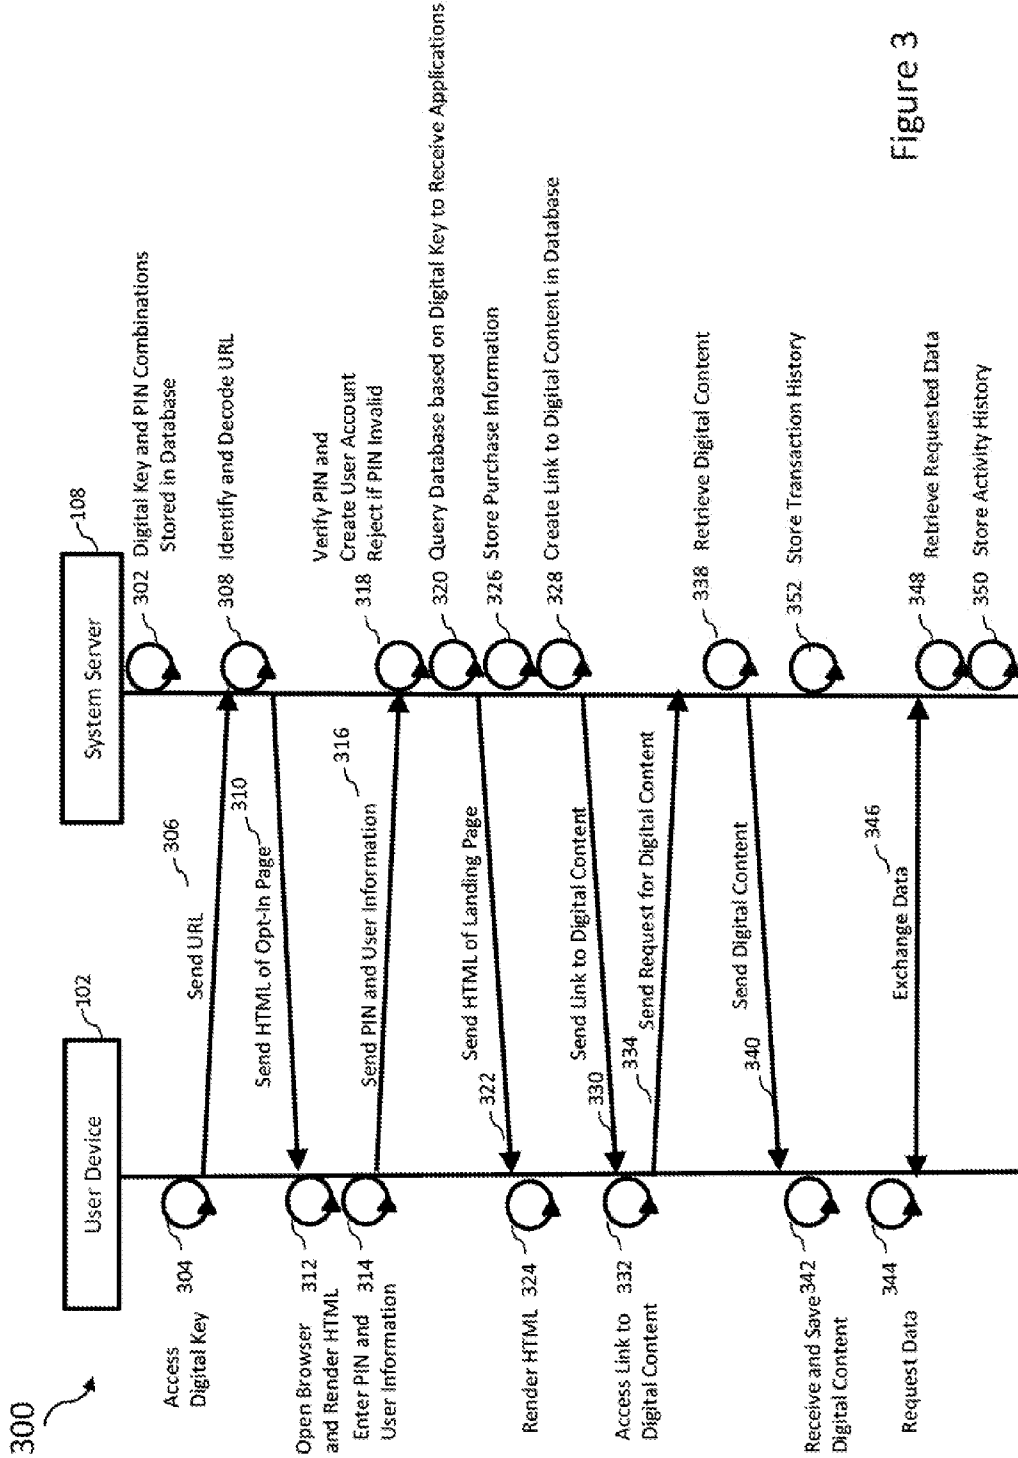 300
User Device
102
System Server
108
302
Digital Key and PIN Combinations
Stored in Database
Access
Digital Key
304
Send URL
306
308
Identify and Decode URL
Send HTML of Opt-In Page
310
Open Browser
and Render HTML
312
Enter PIN and
User Information
314
Send PIN and User Information
316
318
Verify PIN and
Create User Account
Reject if PIN Invalid
320
Query Database based on Digital Key to Receive Applications
322
Send HTML of Landing Page
Render HTML
324
326
Store Purchase Information
328
Create Link to Digital Content in Database
330
Send Link to Digital Content
Access Link to
Digital Content
332
334
Send Request for Digital Content
338
Retrieve Digital Content
340
Send Digital Content
Receive and Save
Digital Content
342
352
Store Transaction History
Request Data
344
Exchange Data
346
348
Retrieve Requested Data
350
Store Activity History
Figure 3